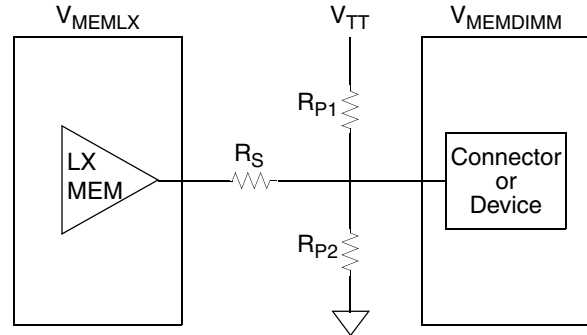 V_MEMLX
V_TT
V_MEMDIMM
R_P1
LX
MEM
R_S
Connector
or
Device
R_P2